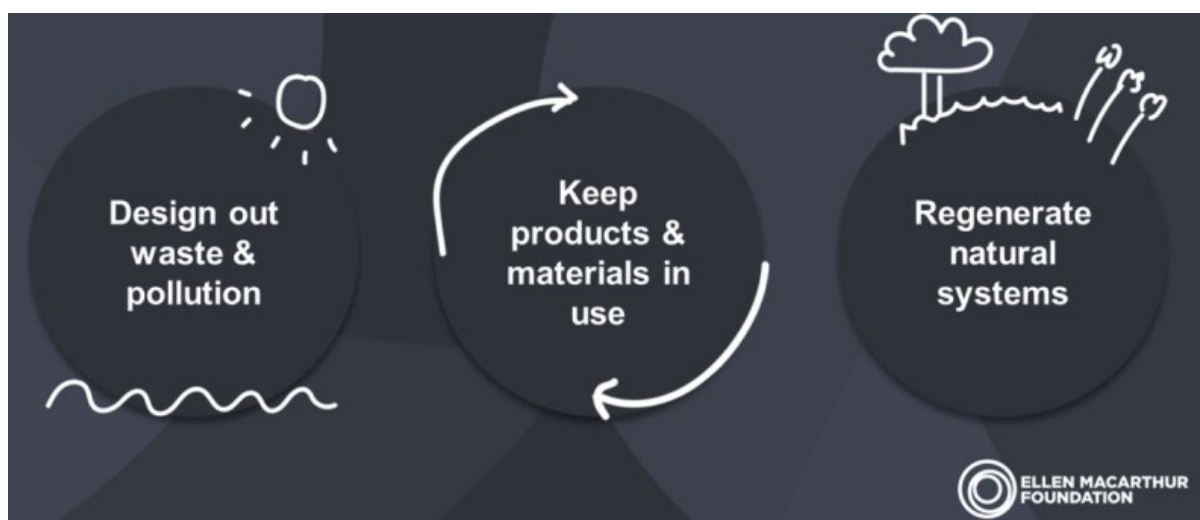 Design out
waste &
pollution
Keep
products &
materials in
use
Regenerate
natural
systems
ELLEN MACARTHUR
FOUNDATION